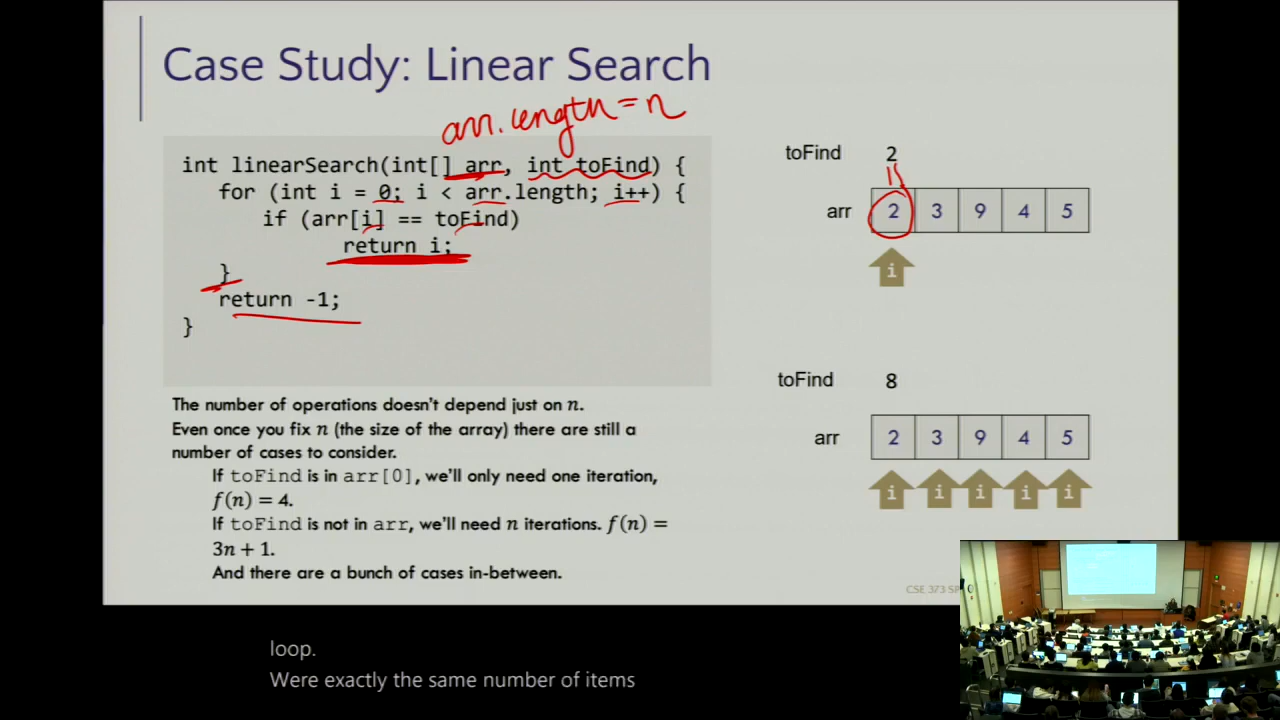 Case Study: Linear Search
arr.length = n
int linearSearch(int[] arr, int toFind) {
for (int i = 0; i < arr.length; i++) {
if (arr[i] == toFind)
return i;
}
return -1;
}
The number of operations doesn't depend just on n.
Even once you fix n (the size of the array) there are still a
number of cases to consider.
If toFind is in arr[0], we'll only need one iteration,
f(n) = 4.
If toFind is not in arr, we'll need n iterations. f(n) =
3n + 1.
And there are a bunch of cases in-between.
toFind 2
arr 2 3 9 4 5
i
toFind 8
arr 2 3 9 4 5
i i i i i
CSE 373
loop.
Were exactly the same number of items